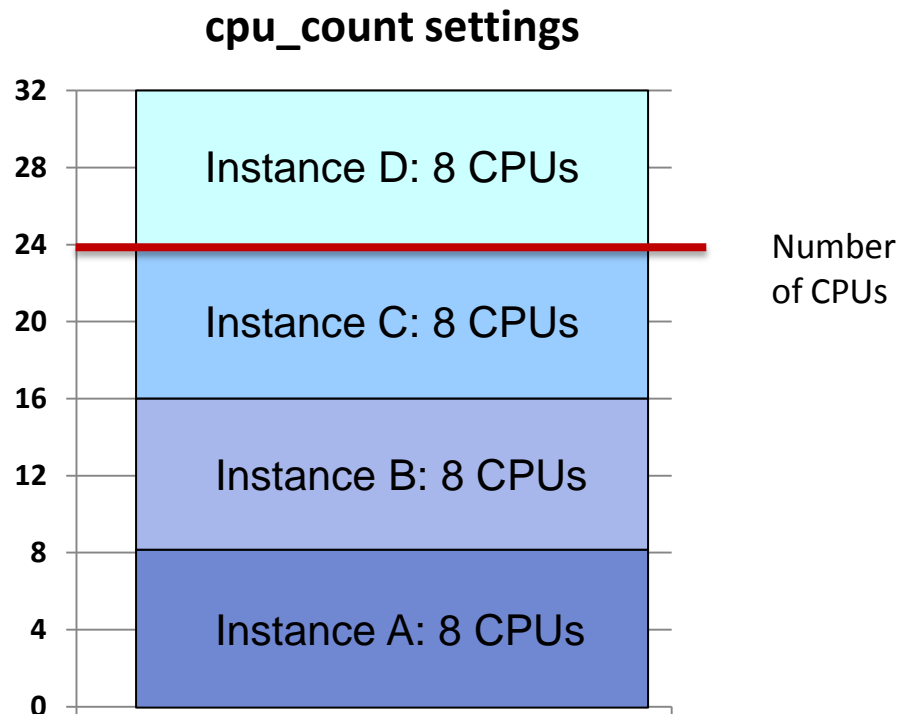 cpu_count settings
32
28
24
20
16
12
8
4
0
Instance D: 8 CPUs
Instance C: 8 CPUs
Instance B: 8 CPUs
Instance A: 8 CPUs
Number
of CPUs